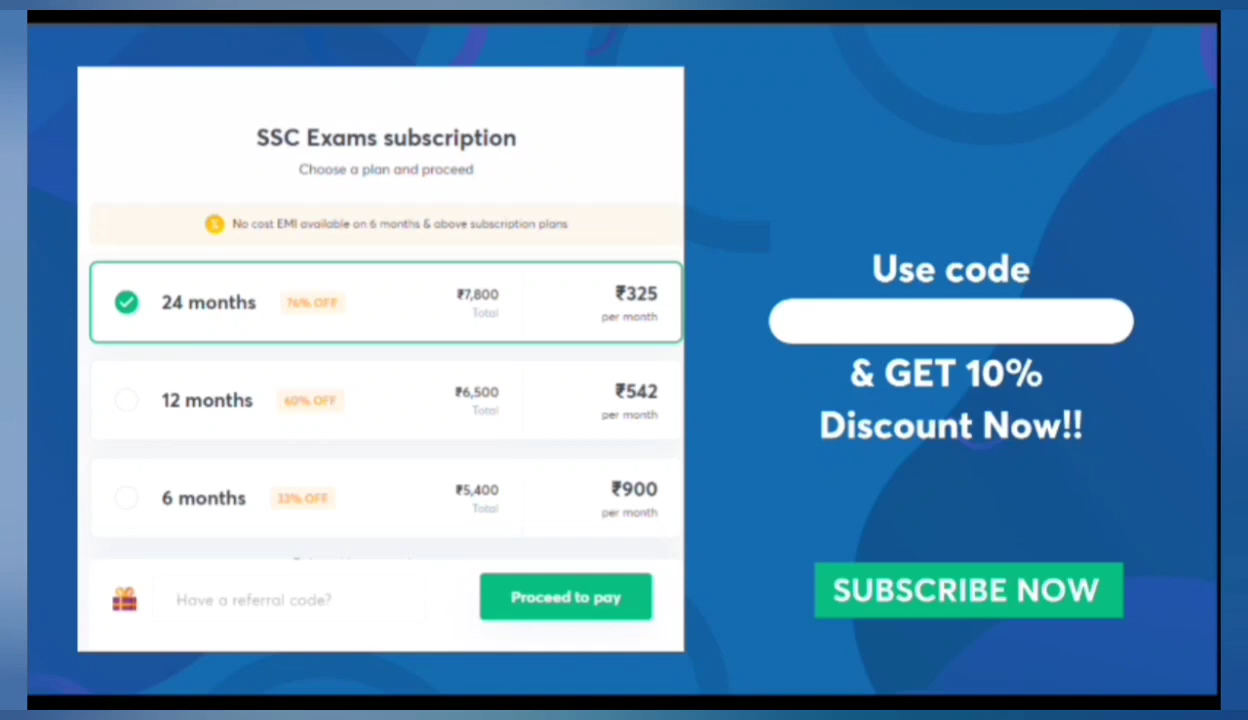 SSC Exams subscription
Choose a plan and proceed
No cost EMI available on 6 months & above subscription plans
24 months 76% OFF ₹7,800 ₹325
Total per month
12 months 60% OFF ₹6,500 ₹542
Total per month
6 months 33% OFF ₹5,400 ₹900
Total per month
Have a referral code? Proceed to pay
Use code
& GET 10%
Discount Now!!
SUBSCRIBE NOW